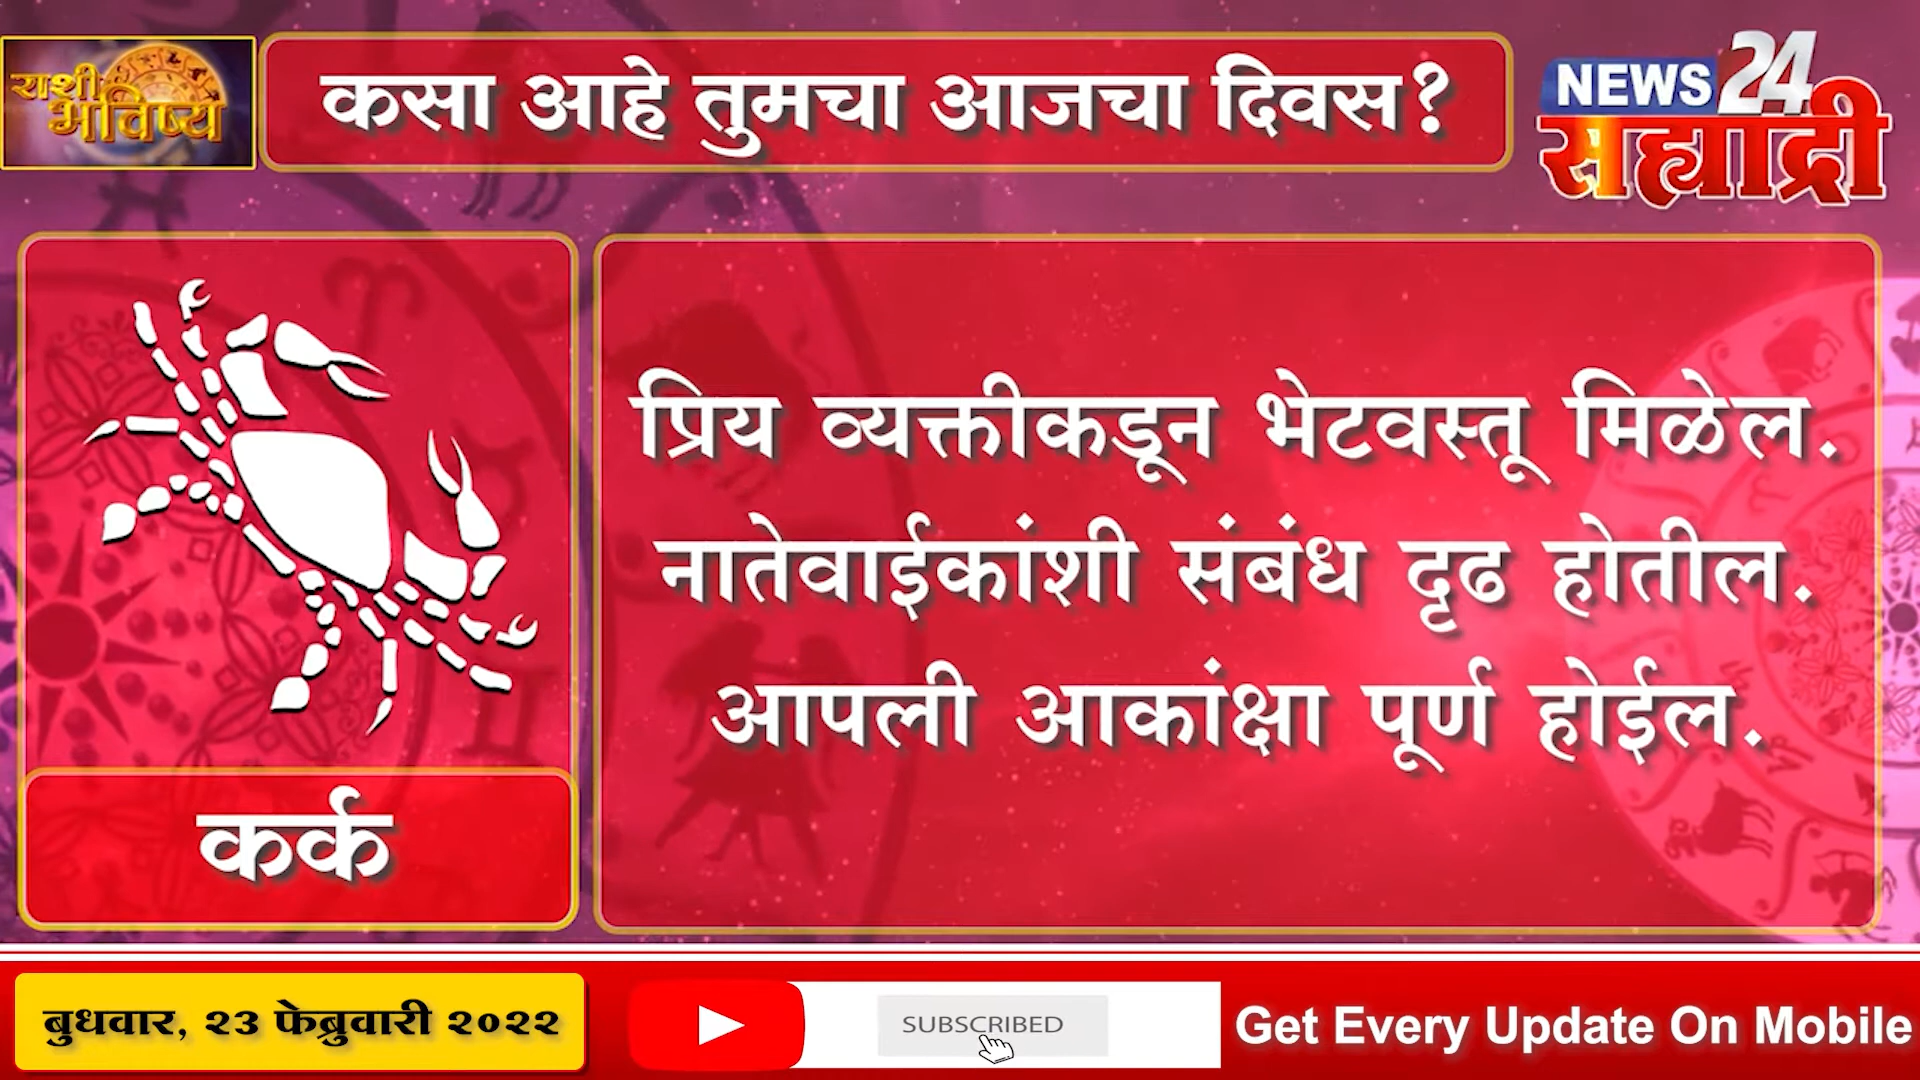 राशी
भविष्य
कसा आहे तुमचा आजचा दिवस?
NEWS 24
सह्याद्री
प्रिय व्यक्तीकडून भेटवस्तू मिळेल.
नातेवाईकांशी संबंध दृढ होतील.
आपली आकांक्षा पूर्ण होईल.
कर्क
बुधवार, २३ फेब्रुवारी २०२२
SUBSCRIBED
Get Every Update On Mobile